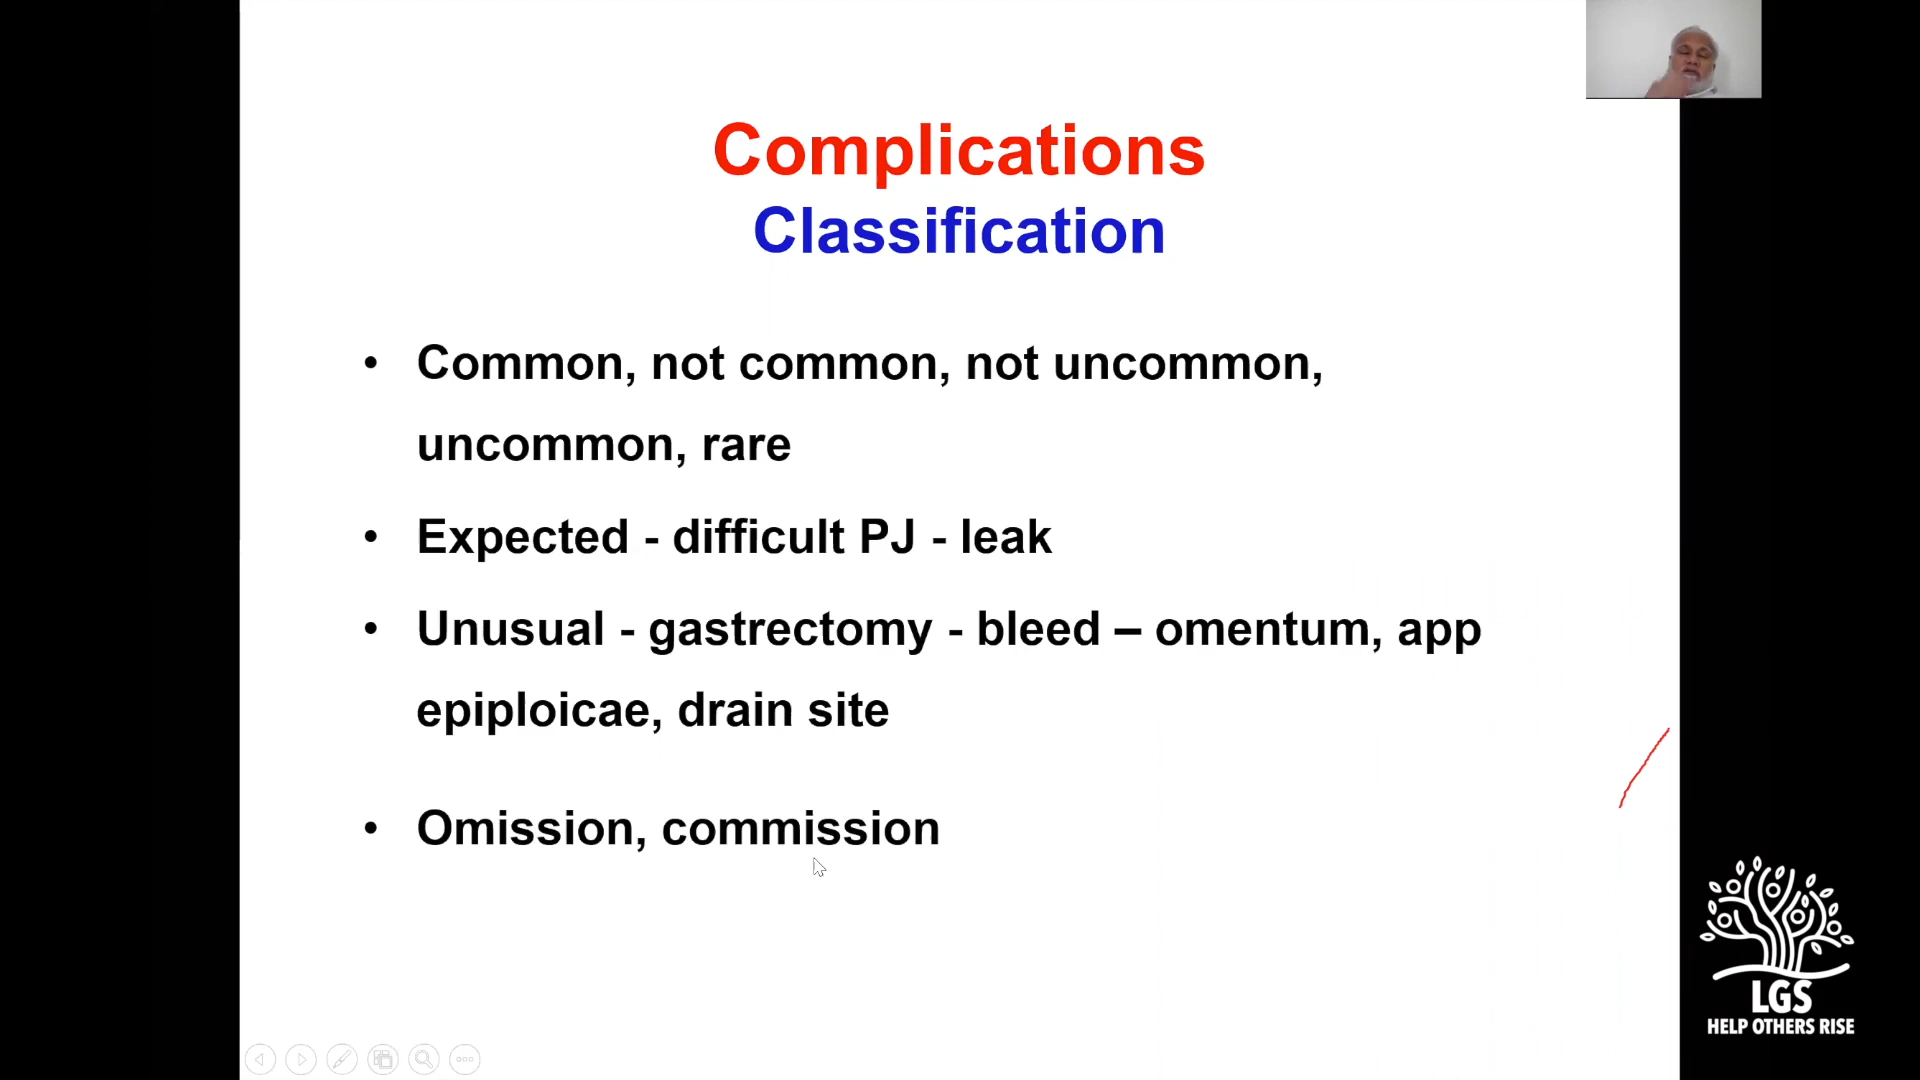 Complications
Classification
• Common, not common, not uncommon,
uncommon, rare
• Expected - difficult PJ - leak
• Unusual - gastrectomy - bleed – omentum, app
epiploicae, drain site
• Omission, commission
LGS
HELP OTHERS RISE